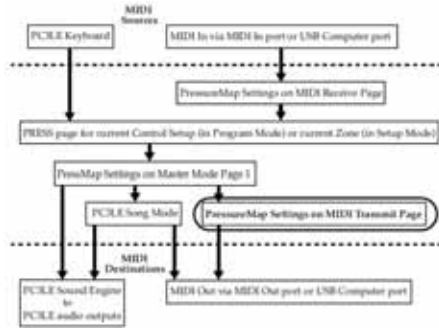 MIDI
Sources
PC3LE Keyboard
MIDI In via MIDI In port or USB Computer port
PressureMap Settings on MIDI Receive Page
PRESS page for current Control Setup (in Program Mode) or current Zone (in Setup Mode)
PressMap Settings on Master Mode Page 1
PC3LE Song Mode
PressureMap Settings on MIDI Transmit Page
MIDI
Destinations
PC3LE Sound Engine
to
PC3LE audio outputs
MIDI Out via MIDI Out port or USB Computer port